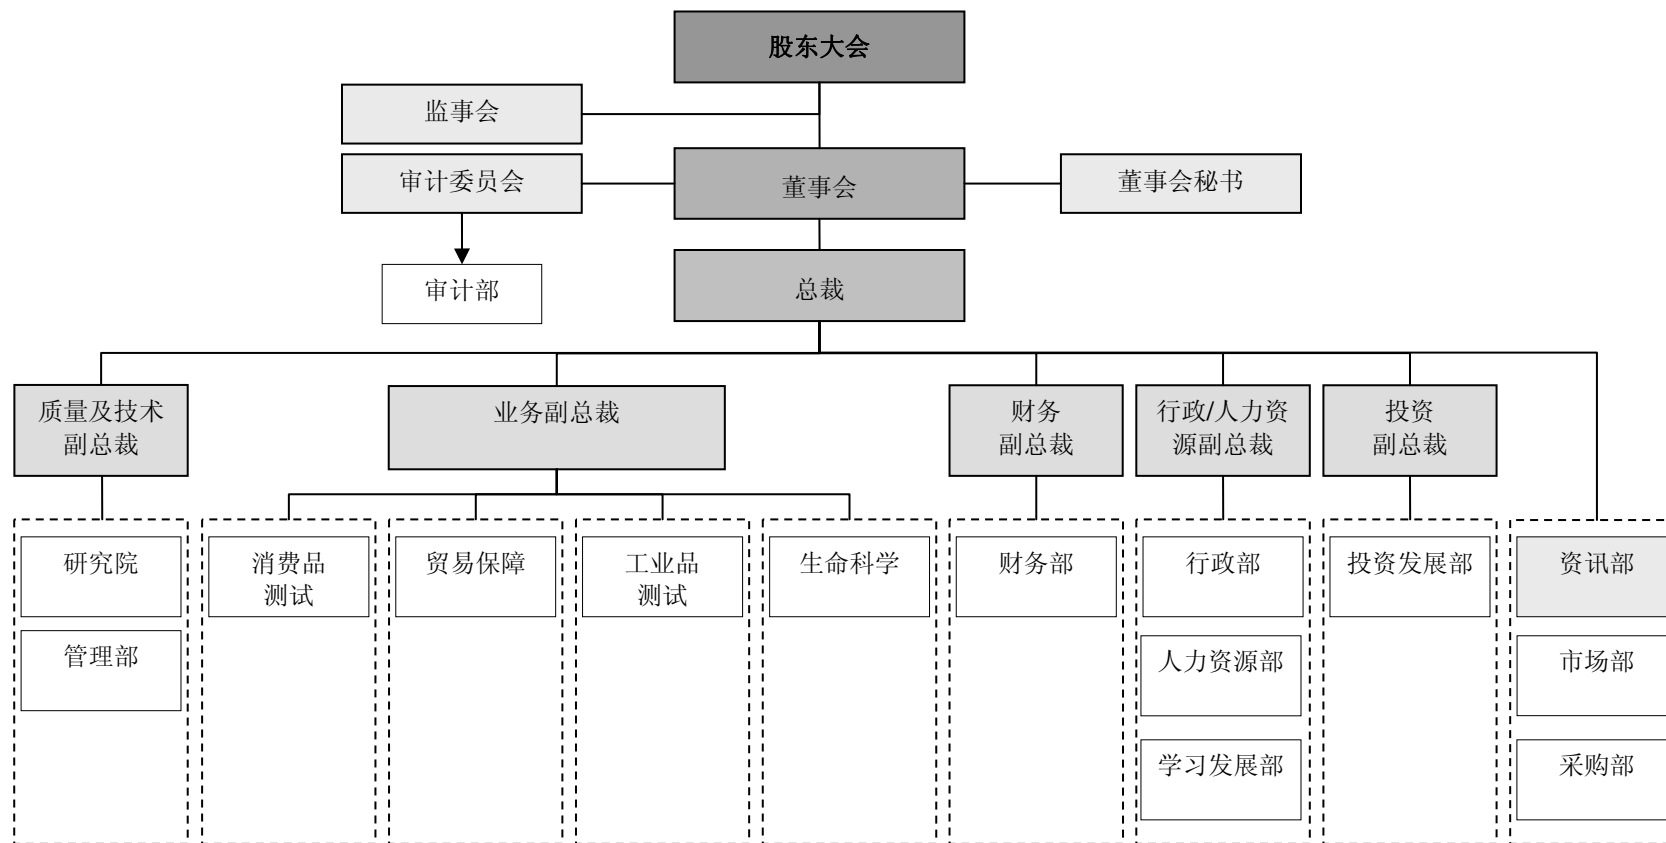 股东大会
监事会
审计委员会
董事会
董事会秘书
审计部
总裁
质量及技术
副总裁
业务副总裁
财务
副总裁
行政/人力资
源副总裁
投资
副总裁
研究院
消费品
测试
贸易保障
工业品
测试
生命科学
财务部
行政部
投资发展部
资讯部
管理部
人力资源部
市场部
学习发展部
采购部